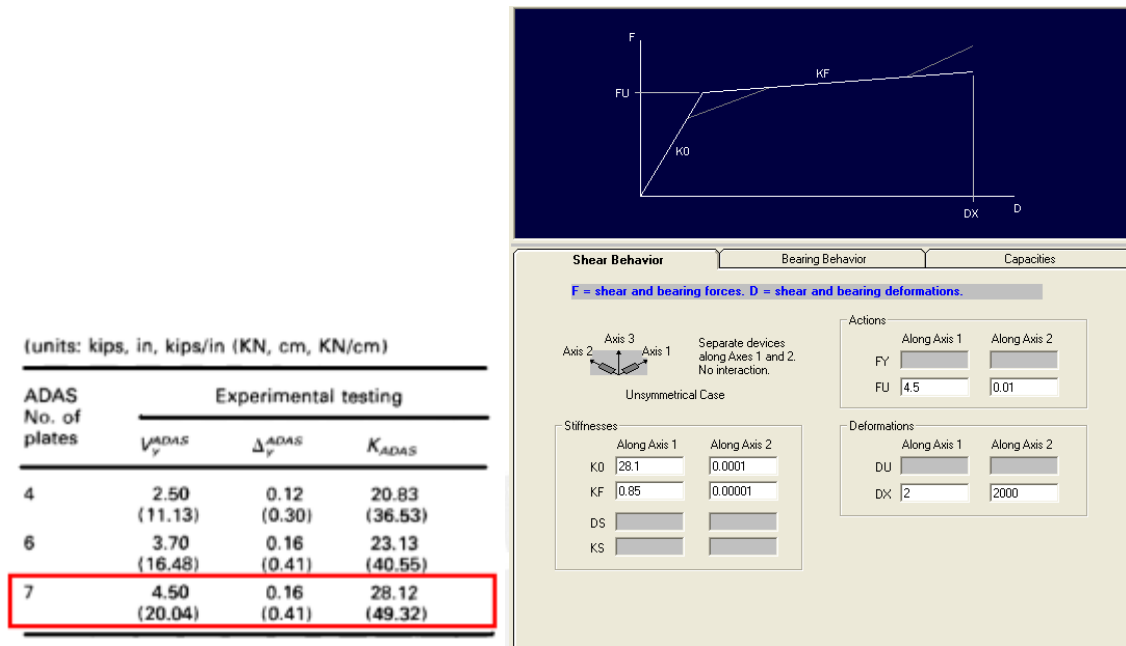 (units: kips, in, kips/in (KN, cm, KN/cm)
ADAS No. of plates Experimental testing
V_y^ADAS Δ_y^ADAS K_ADAS
4 2.50 0.12 20.83
(11.13) (0.30) (36.53)
6 3.70 0.16 23.13
(16.48) (0.41) (40.55)
7 4.50 0.16 28.12
(20.04) (0.41) (49.32)
F
FU
KF
K0
DX
D
Shear Behavior Bearing Behavior Capacities
F = shear and bearing forces. D = shear and bearing deformations.
Axis 3
Axis 2 Axis 1
Separate devices
along Axes 1 and 2.
No interaction.
Unsymmetrical Case
Stiffnesses
Along Axis 1 Along Axis 2
K0 28.1 0.0001
KF 0.85 0.00001
DS
KS
Actions
Along Axis 1 Along Axis 2
FY
FU 4.5 0.01
Deformations
Along Axis 1 Along Axis 2
DU
DX 2 2000